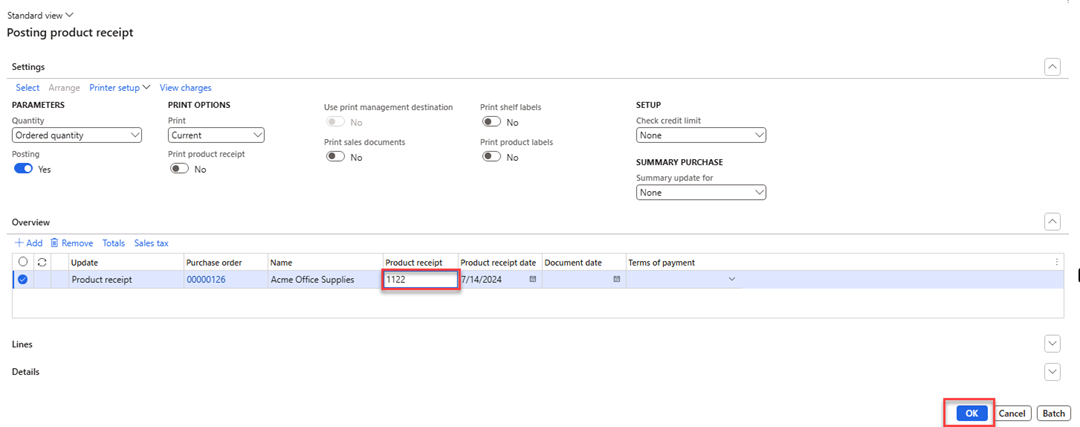 Standard view
Posting product receipt
Settings
Select Arrange Printer setup View charges
PARAMETERS
Quantity
Ordered quantity
Posting
Yes
PRINT OPTIONS
Print
Current
Print product receipt
No
Use print management destination
No
Print sales documents
No
Print shelf labels
No
Print product labels
No
SETUP
Check credit limit
None
SUMMARY PURCHASE
Summary update for
None
Overview
+ Add Remove Totals Sales tax
Update Purchase order Name Product receipt Product receipt date Document date Terms of payment
Product receipt 00000126 Acme Office Supplies 1122 7/14/2024
Lines
Details
OK Cancel Batch